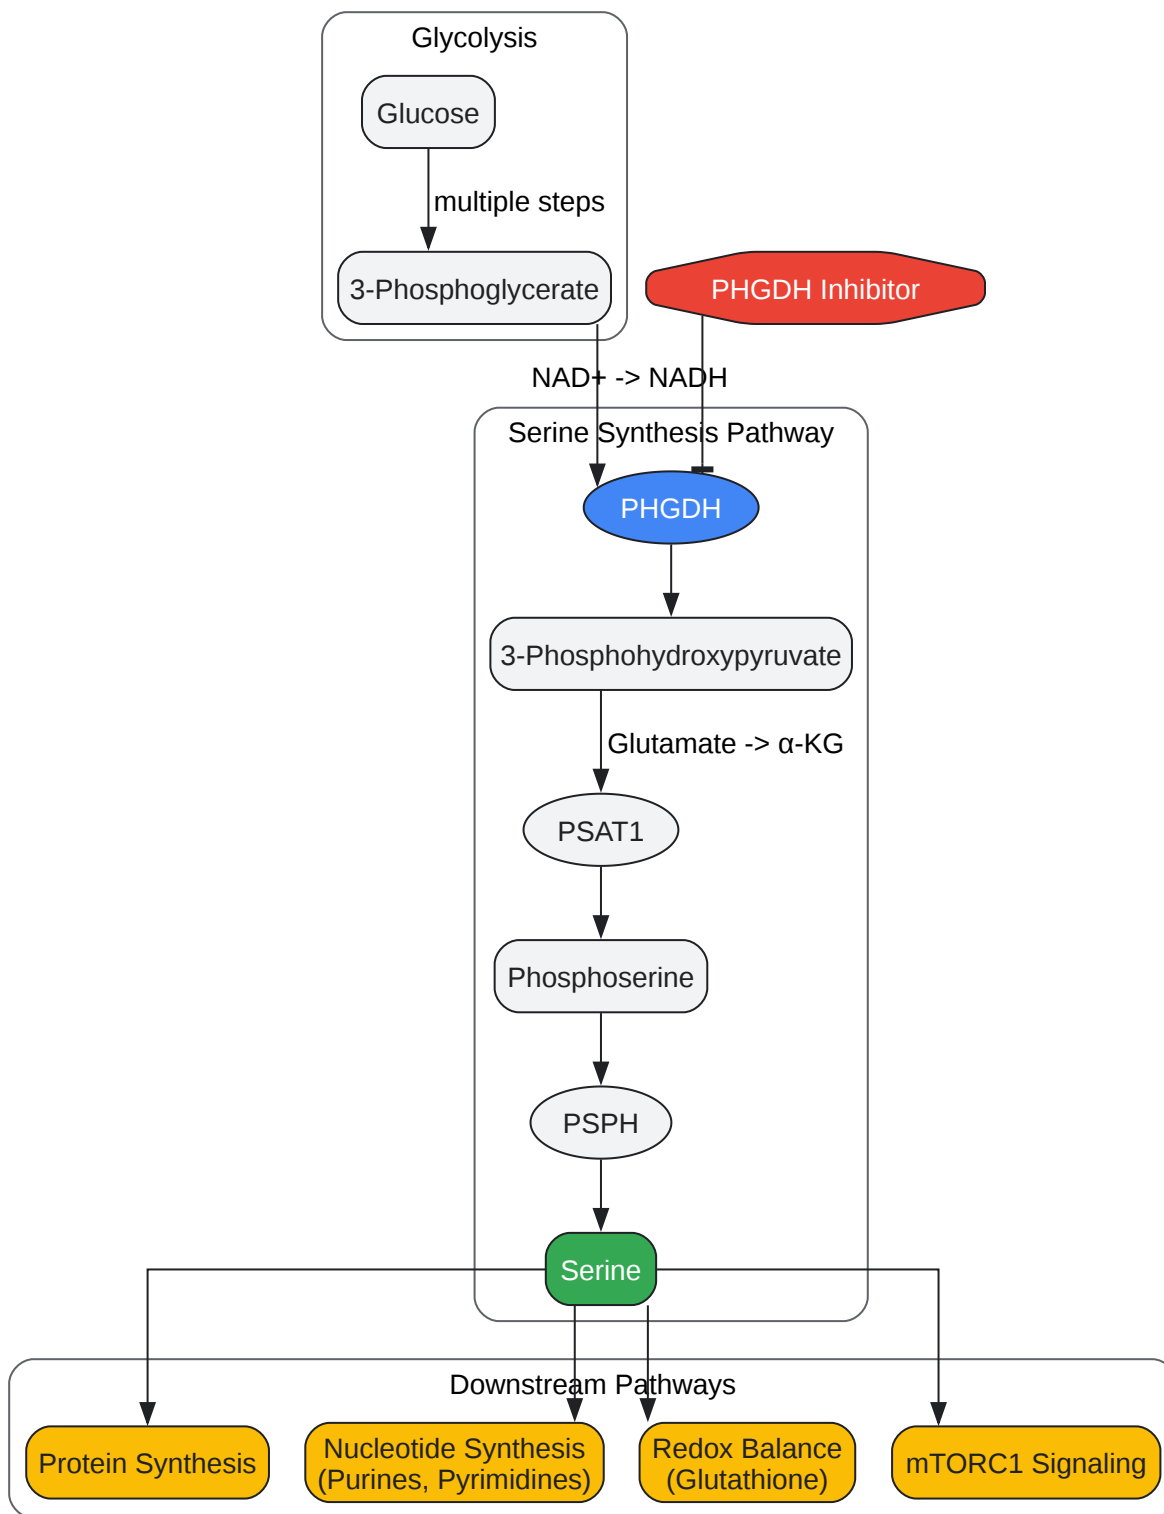 Glycolysis
Glucose
multiple steps
3-Phosphoglycerate
PHGDH Inhibitor
NAD+ -> NADH
Serine Synthesis Pathway
PHGDH
3-Phosphohydroxypyruvate
Glutamate -> α-KG
PSAT1
Phosphoserine
PSPH
Serine
Downstream Pathways
Protein Synthesis
Nucleotide Synthesis
(Purines, Pyrimidines)
Redox Balance
(Glutathione)
mTORC1 Signaling